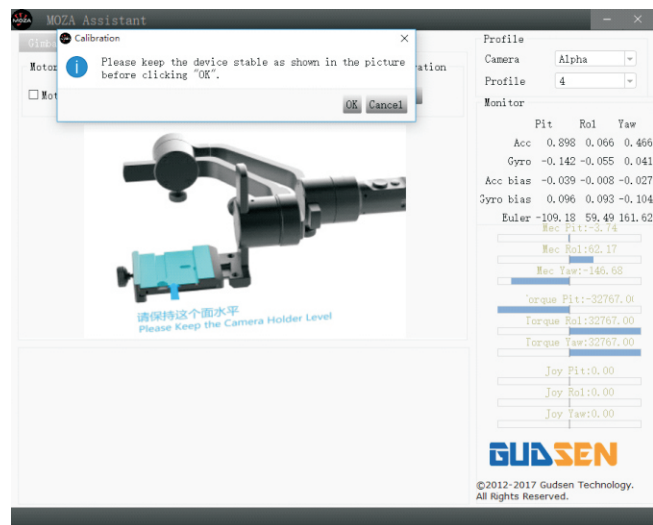 MOZA Assistant
Calibration
Please keep the device stable as shown in the picture
before clicking "OK".
OK Cancel
Motor
ation
请保持这个面水平
Please Keep the Camera Holder Level
Profile
Camera Alpha
Profile 4
Monitor
Pit Rol Yaw
Acc 0.898 0.066 0.466
Gyro -0.142 -0.055 0.041
Acc bias -0.039 -0.008 -0.027
Gyro bias 0.096 0.093 -0.104
Euler -109.18 59.49 161.62
Mec Pit:-3.74
Mec Rol:62.17
Mec Yaw:-146.68
Torque Rol:32767.00
Torque Yaw:32767.00
Joy Pit:0.00
Joy Rol:0.00
Joy Yaw:0.00
GUDSEN
©2012-2017 Gudsen Technology.
All Rights Reserved.